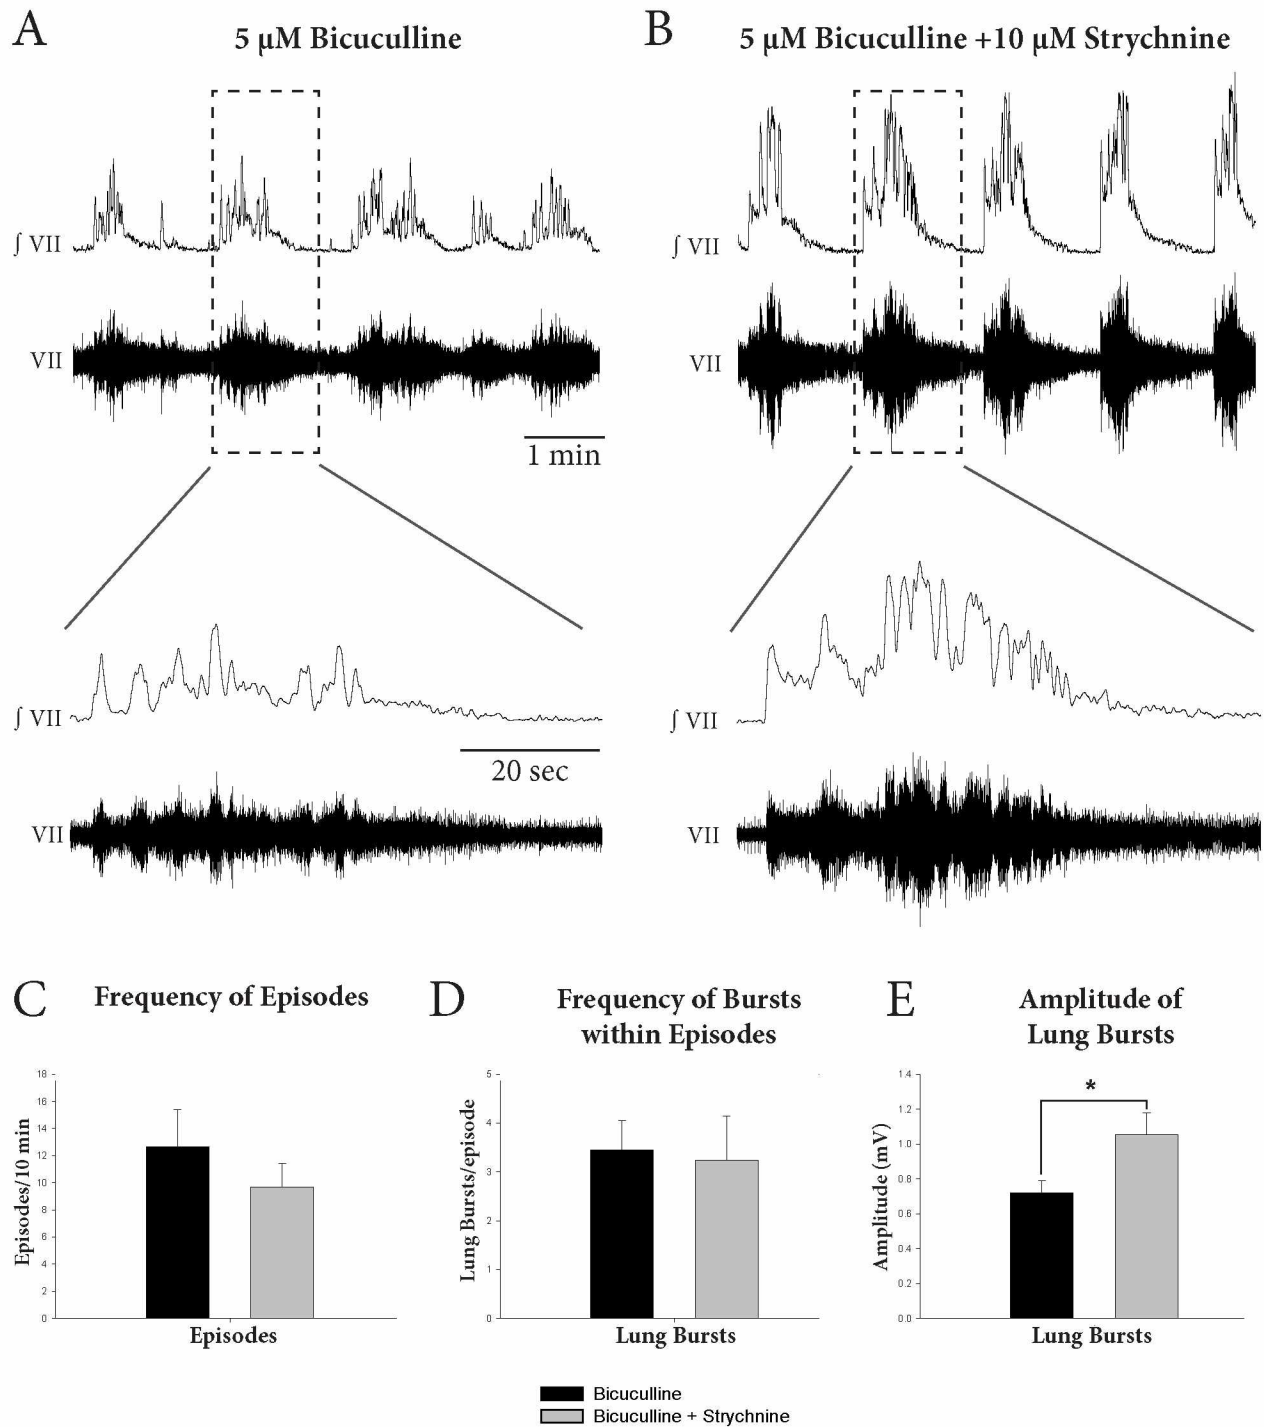 A
5 µM Bicuculline
B
5 µM Bicuculline +10 µM Strychnine
∫ VII
∫ VII
VII
VII
1 min
∫ VII
∫ VII
20 sec
VII
VII
C
Frequency of Episodes
D
Frequency of Bursts
within Episodes
E
Amplitude of
Lung Bursts
Episodes/10 min
18
16
14
12
10
8
6
4
2
0
Episodes
Lung Bursts/episode
5
4
3
2
1
0
Lung Bursts
Amplitude (mV)
1.4
1.2
1.0
0.8
0.6
0.4
0.2
0.0
*
Lung Bursts
Bicuculline
Bicuculline + Strychnine